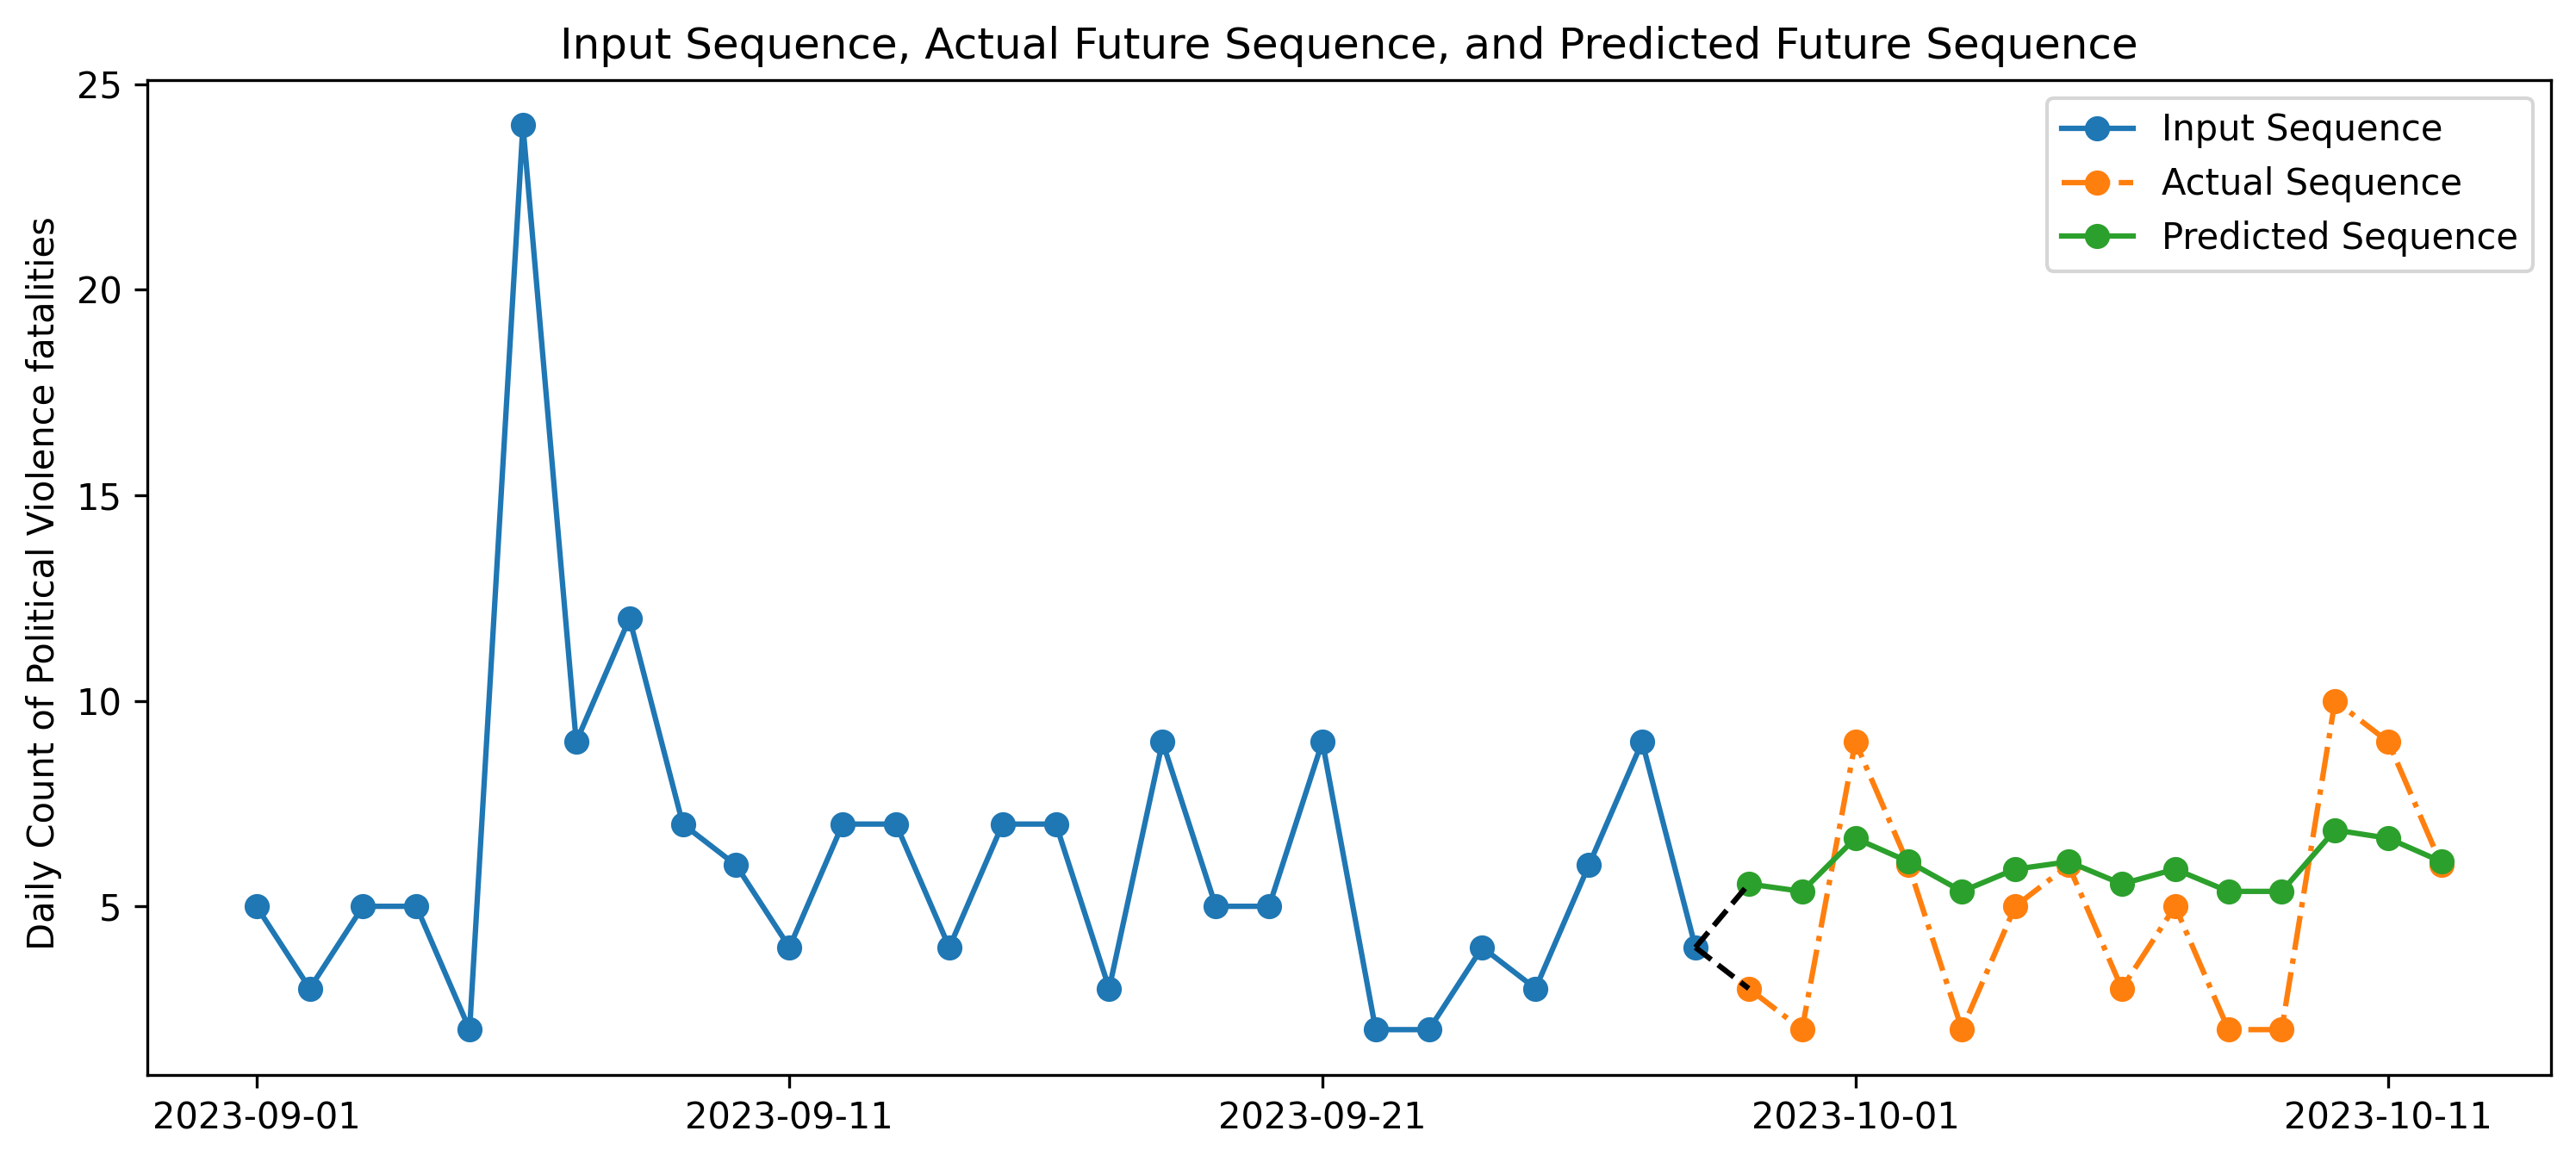 Input Sequence, Actual Future Sequence, and Predicted Future Sequence
Daily Count of Political Violence fatalities
25
20
15
10
5
Input Sequence
Actual Sequence
Predicted Sequence
2023-09-01
2023-09-11
2023-09-21
2023-10-01
2023-10-11